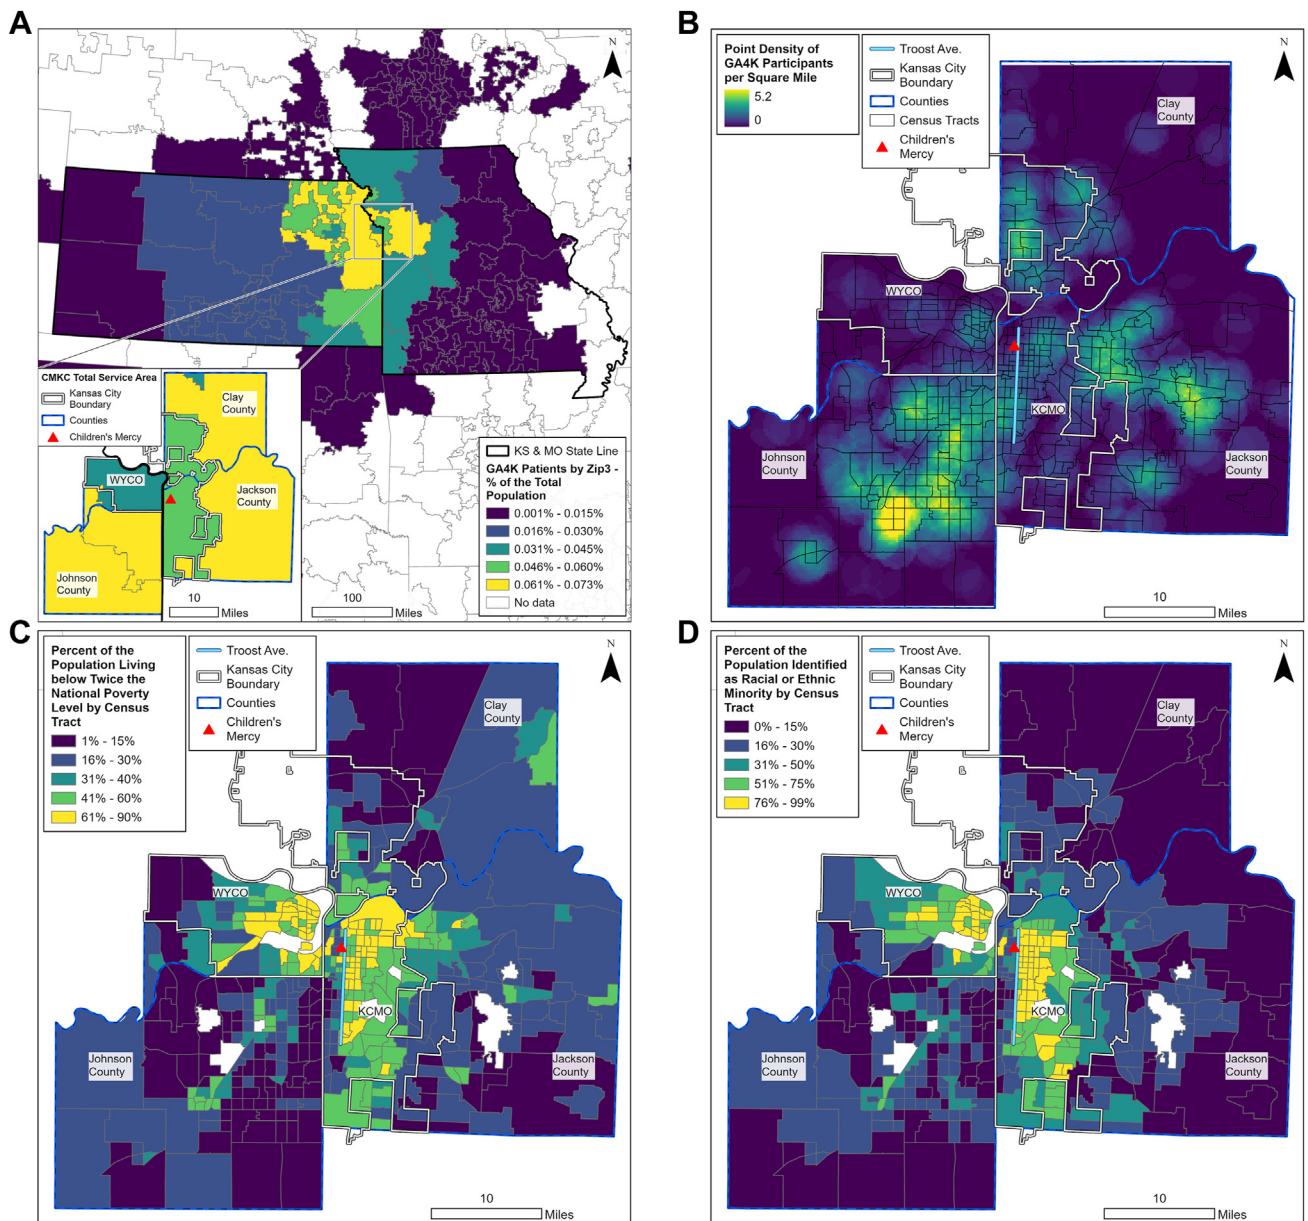 A
N
CMKC Total Service Area
Kansas City
Boundary
Counties
Children's Mercy
Clay
County
WYCO
Jackson
County
Johnson
County
10
Miles
100
Miles
KS & MO State Line
GA4K Patients by Zip3 -
% of the Total
Population
0.001% - 0.015%
0.016% - 0.030%
0.031% - 0.045%
0.046% - 0.060%
0.061% - 0.073%
No data
B
Point Density of
GA4K Participants
per Square Mile
5.2
0
Troost Ave.
Kansas City
Boundary
Counties
Census Tracts
Children's
Mercy
N
Clay
County
WYCO
KCMO
Johnson
County
Jackson
County
10
Miles
C
Percent of the
Population Living
below Twice the
National Poverty
Level by Census
Tract
1% - 15%
16% - 30%
31% - 40%
41% - 60%
61% - 90%
Troost Ave.
Kansas City
Boundary
Counties
Children's
Mercy
N
Clay
County
WYCO
KCMO
Johnson
County
Jackson
County
10
Miles
D
Percent of the
Population Identified
as Racial or Ethnic
Minority by Census
Tract
0% - 15%
16% - 30%
31% - 50%
51% - 75%
76% - 99%
Troost Ave.
Kansas City
Boundary
Counties
Children's
Mercy
N
Clay
County
WYCO
KCMO
Johnson
County
Jackson
County
10
Miles